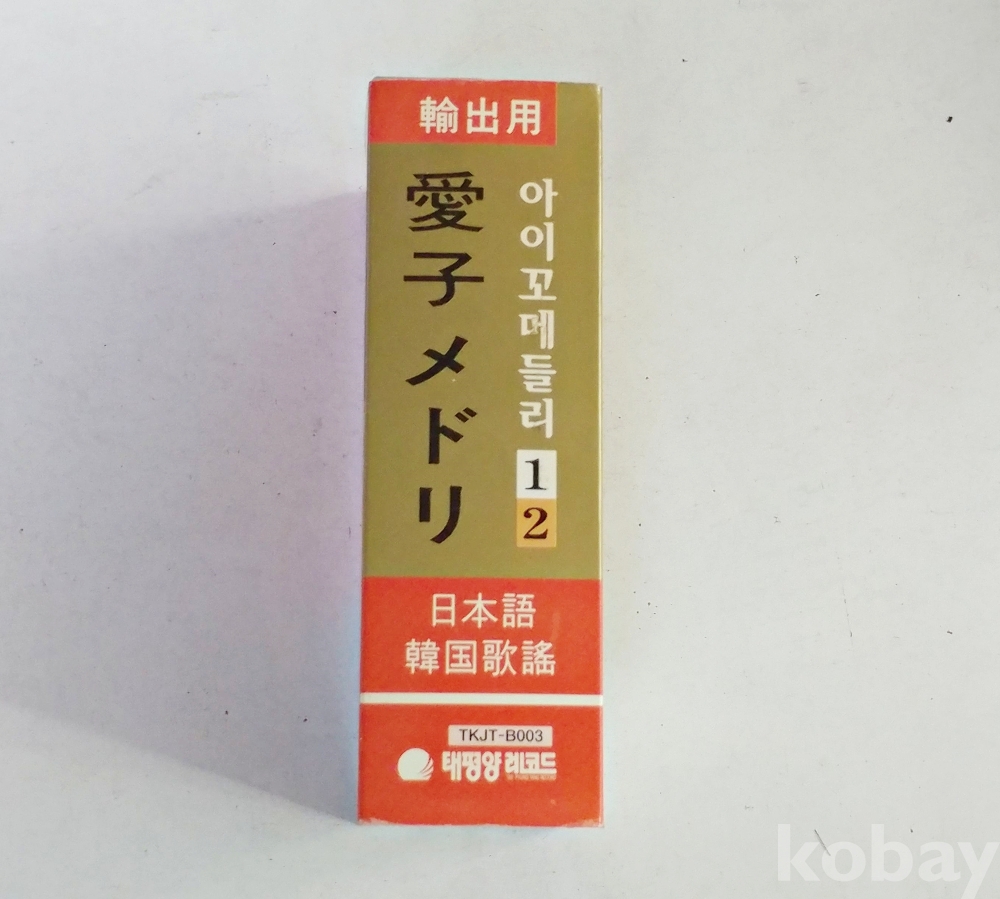 輸出用
愛子メドリ
아이꼬메들리 1 2
日本語
韓国歌謠
TKJT-B003
태평양 레코드
kobay